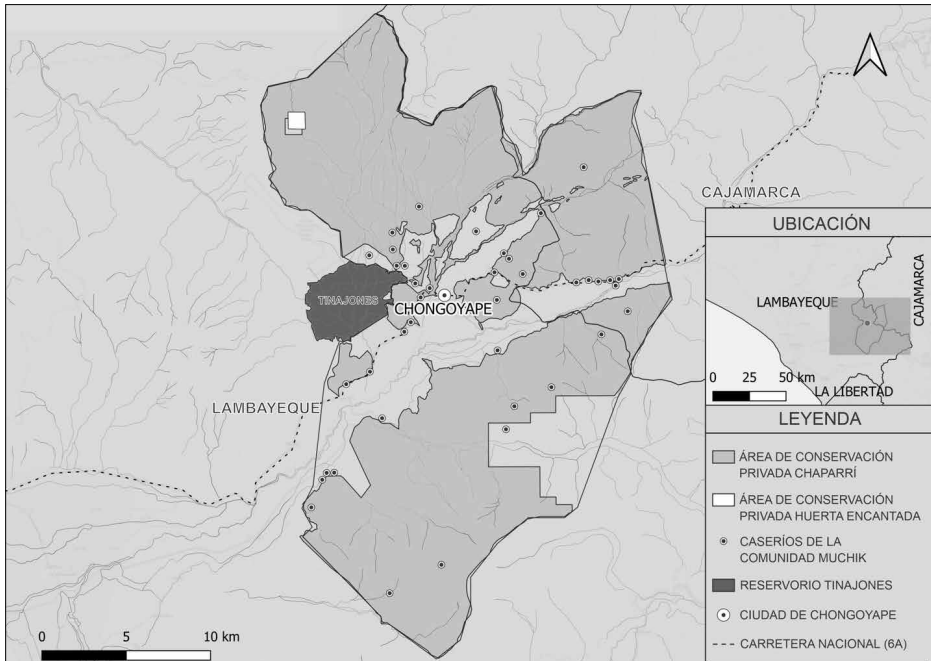 CAJAMARCA
TINAJONES
CHONGOYAPE
LAMBAYEQUE
0 5 10 km
UBICACIÓN
LAMBAYEQUE
CAJAMARCA
0 25 50 km
LA LIBERTAD
LEYENDA
ÁREA DE CONSERVACIÓN
PRIVADA CHAPARRÍ
ÁREA DE CONSERVACIÓN
PRIVADA HUERTA ENCANTADA
CASERÍOS DE LA
COMUNIDAD MUCHIK
RESERVORIO TINAJONES
CIUDAD DE CHONGOYAPE
CARRETERA NACIONAL (6A)